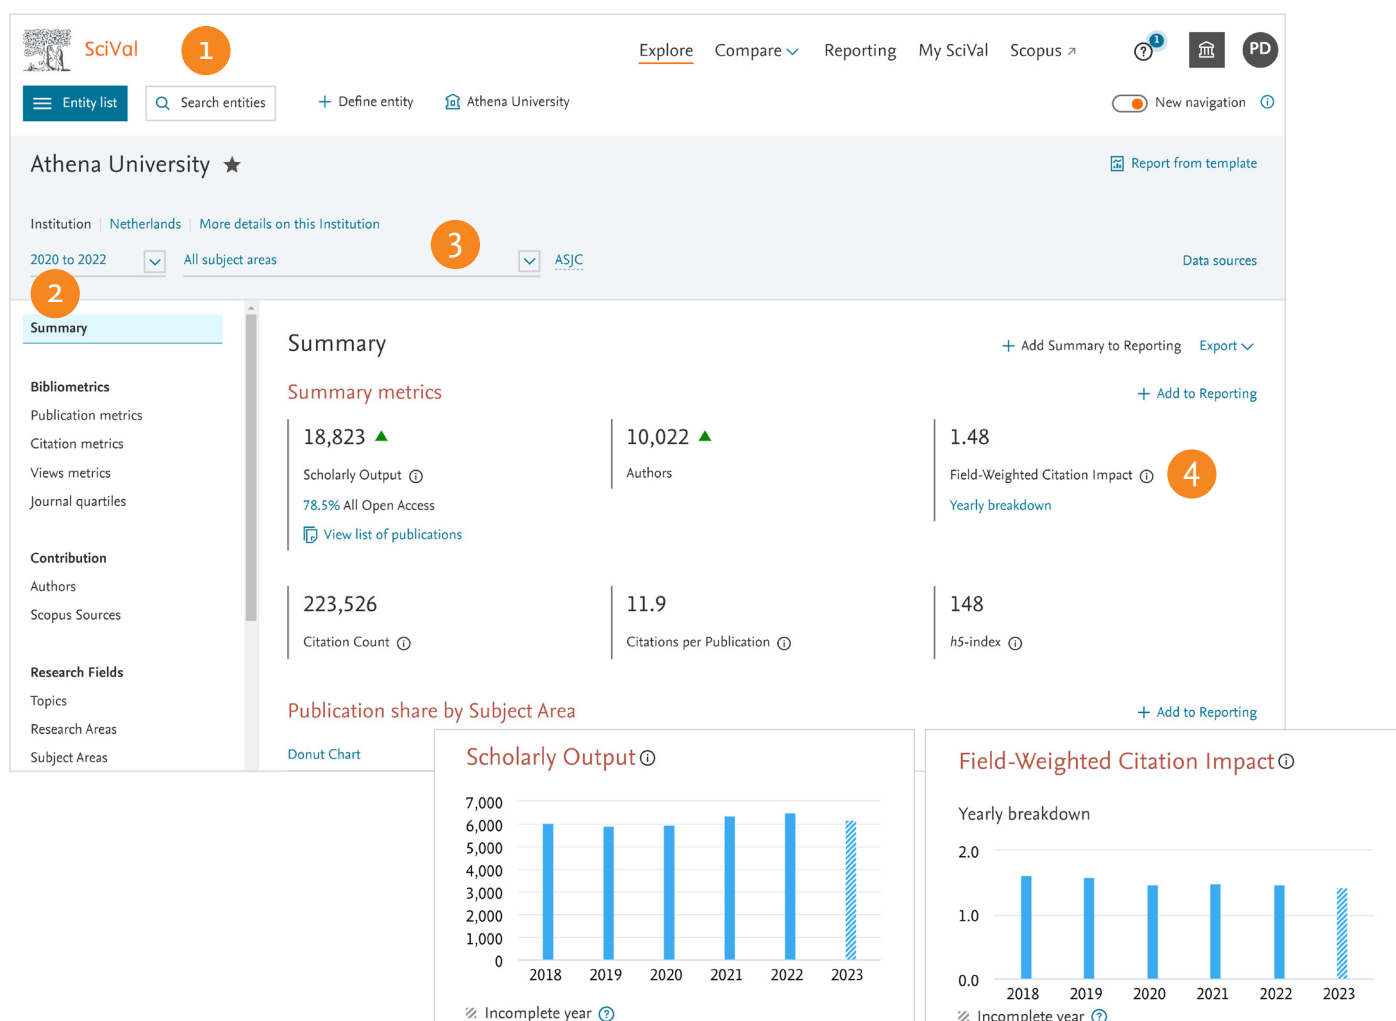 SciVal
1
Explore Compare Reporting My SciVal Scopus ↗
1
PD
Entity list
Search entities
+ Define entity
Athena University
New navigation
Athena University ★
Report from template
Institution | Netherlands | More details on this Institution
3
2020 to 2022
All subject areas
ASJC
Data sources
2
Summary
Bibliometrics
Publication metrics
Citation metrics
Views metrics
Journal quartiles
Contribution
Authors
Scopus Sources
Research Fields
Topics
Research Areas
Subject Areas
Summary
+ Add Summary to Reporting Export
Summary metrics
+ Add to Reporting
18,823 ▲
Scholarly Output
78.5% All Open Access
View list of publications
10,022 ▲
Authors
1.48
Field-Weighted Citation Impact
4
Yearly breakdown
223,526
Citation Count
11.9
Citations per Publication
148
h5-index
Publication share by Subject Area
+ Add to Reporting
Donut Chart
Scholarly Output
7,000
6,000
5,000
4,000
3,000
2,000
1,000
0
2018 2019 2020 2021 2022 2023
Incomplete year
Field-Weighted Citation Impact
Yearly breakdown
2.0
1.0
0.0
2018 2019 2020 2021 2022 2023
Incomplete year